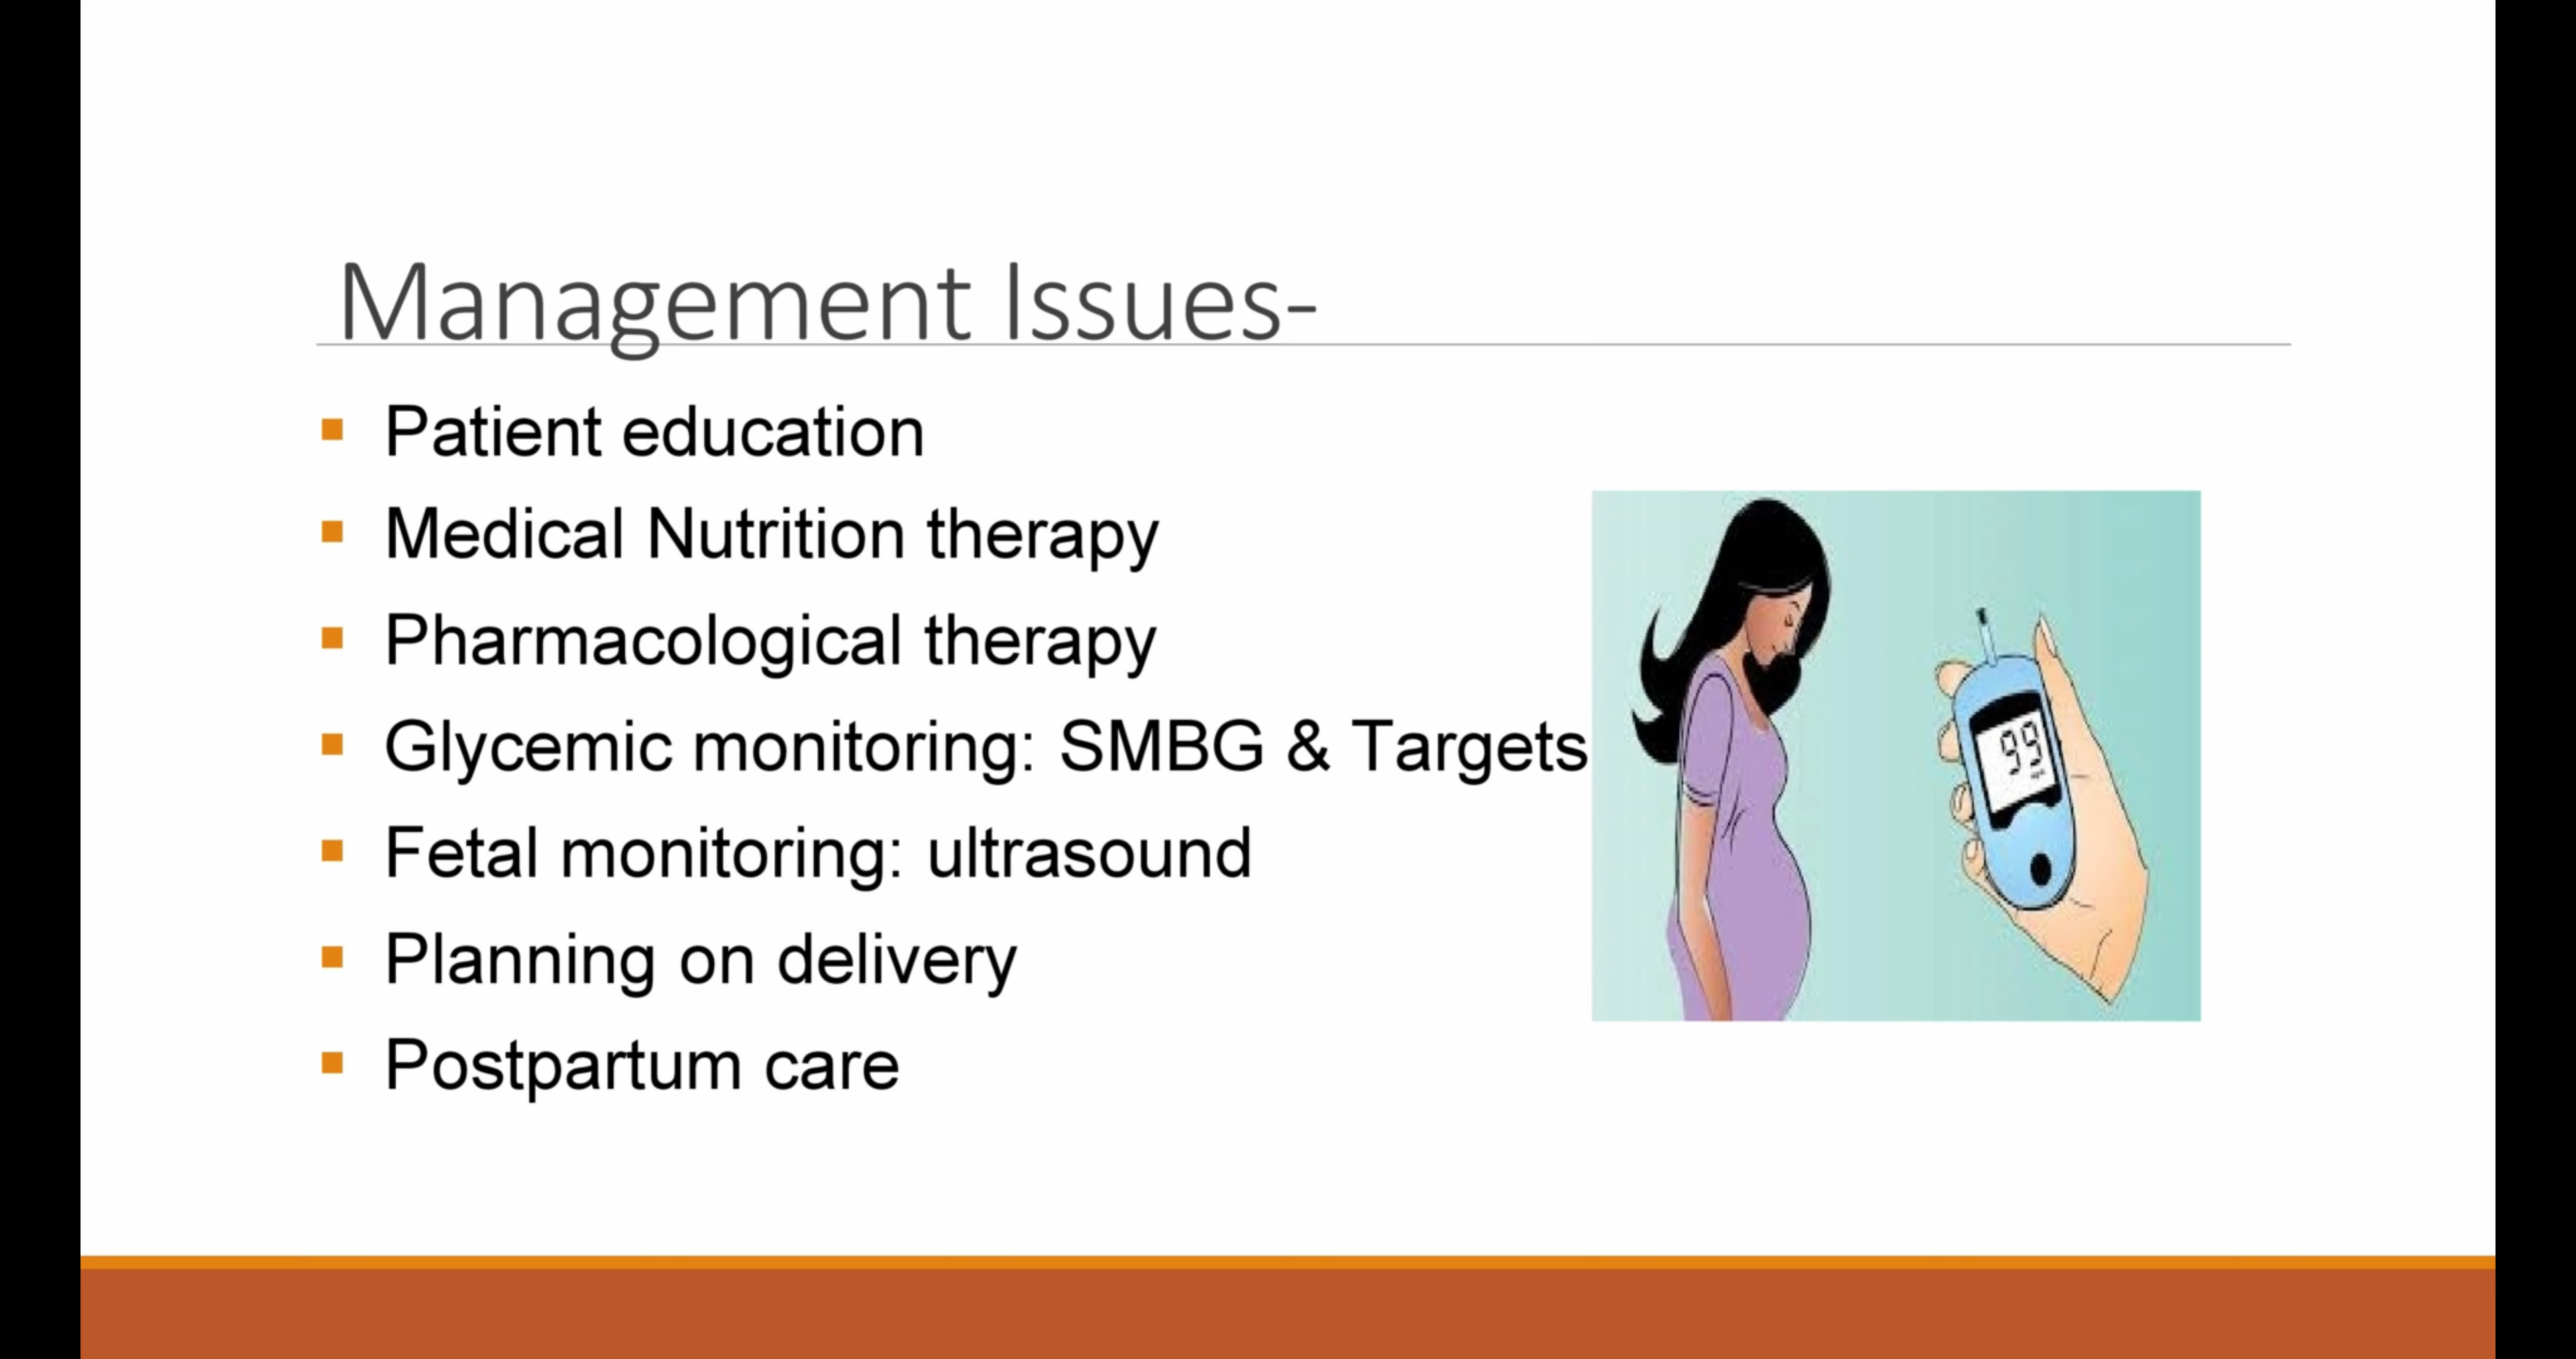 Management Issues-
Patient education
Medical Nutrition therapy
Pharmacological therapy
Glycemic monitoring: SMBG & Targets
Fetal monitoring: ultrasound
Planning on delivery
Postpartum care
99